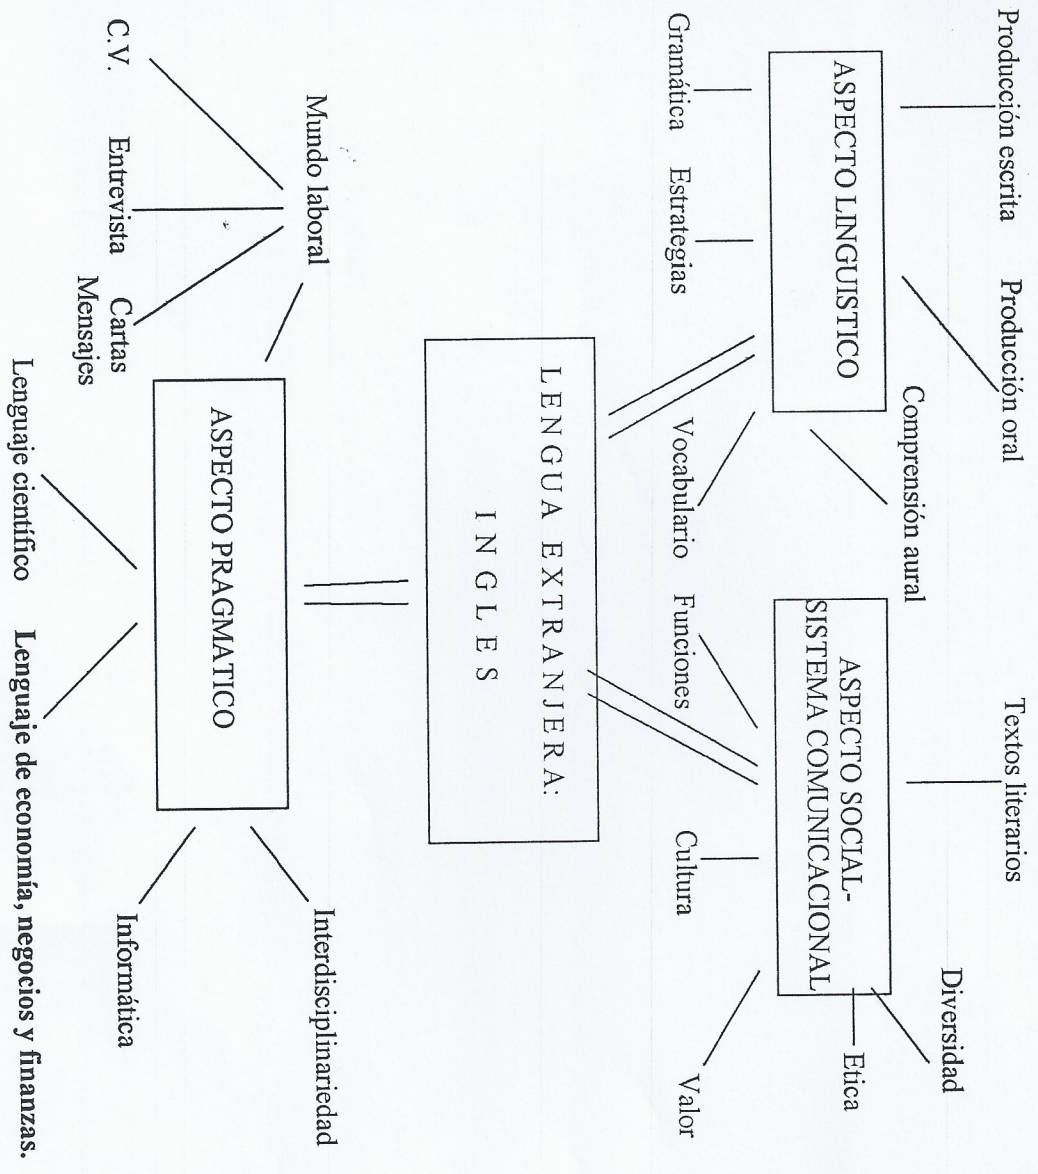 Producción escrita
Producción oral
Textos literarios
Diversidad
Comprensión aural
ASPECTO LINGUISTICO
ASPECTO SOCIAL-
SISTEMA COMUNICACIONAL
Etica
Gramática
Estrategias
Vocabulario
Funciones
Cultura
Valor
LENGUA EXTRANJERA:
INGLES
Mundo laboral
Interdisciplinariedad
ASPECTO PRAGMATICO
C.V.
Entrevista
Cartas
Mensajes
Informática
Lenguaje científico
Lenguaje de economía, negocios y finanzas.